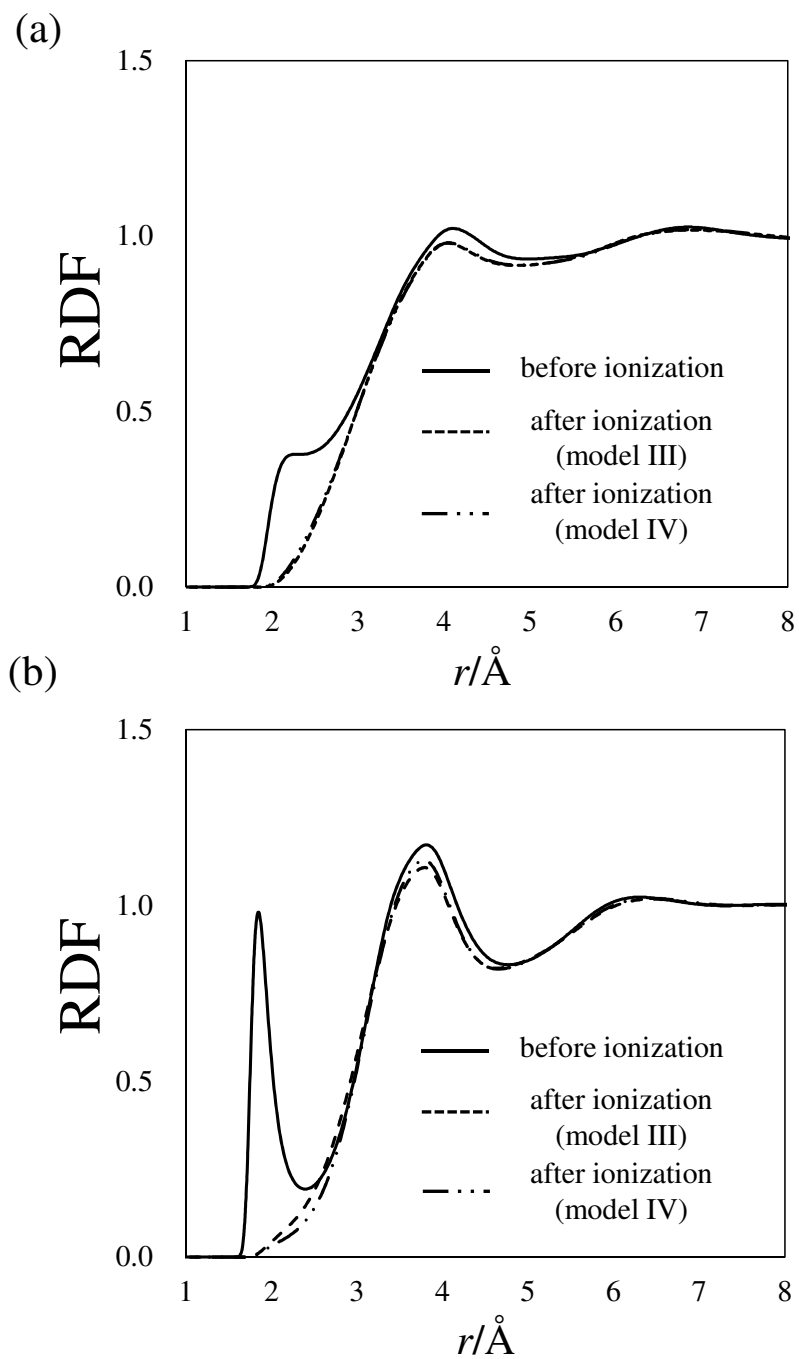 (a)
1.5
1.0
0.5
0.0
RDF
before ionization
after ionization
(model III)
after ionization
(model IV)
1 2 3 4 5 6 7 8
r/Å
(b)
1.5
1.0
0.5
0.0
RDF
before ionization
after ionization
(model III)
after ionization
(model IV)
1 2 3 4 5 6 7 8
r/Å